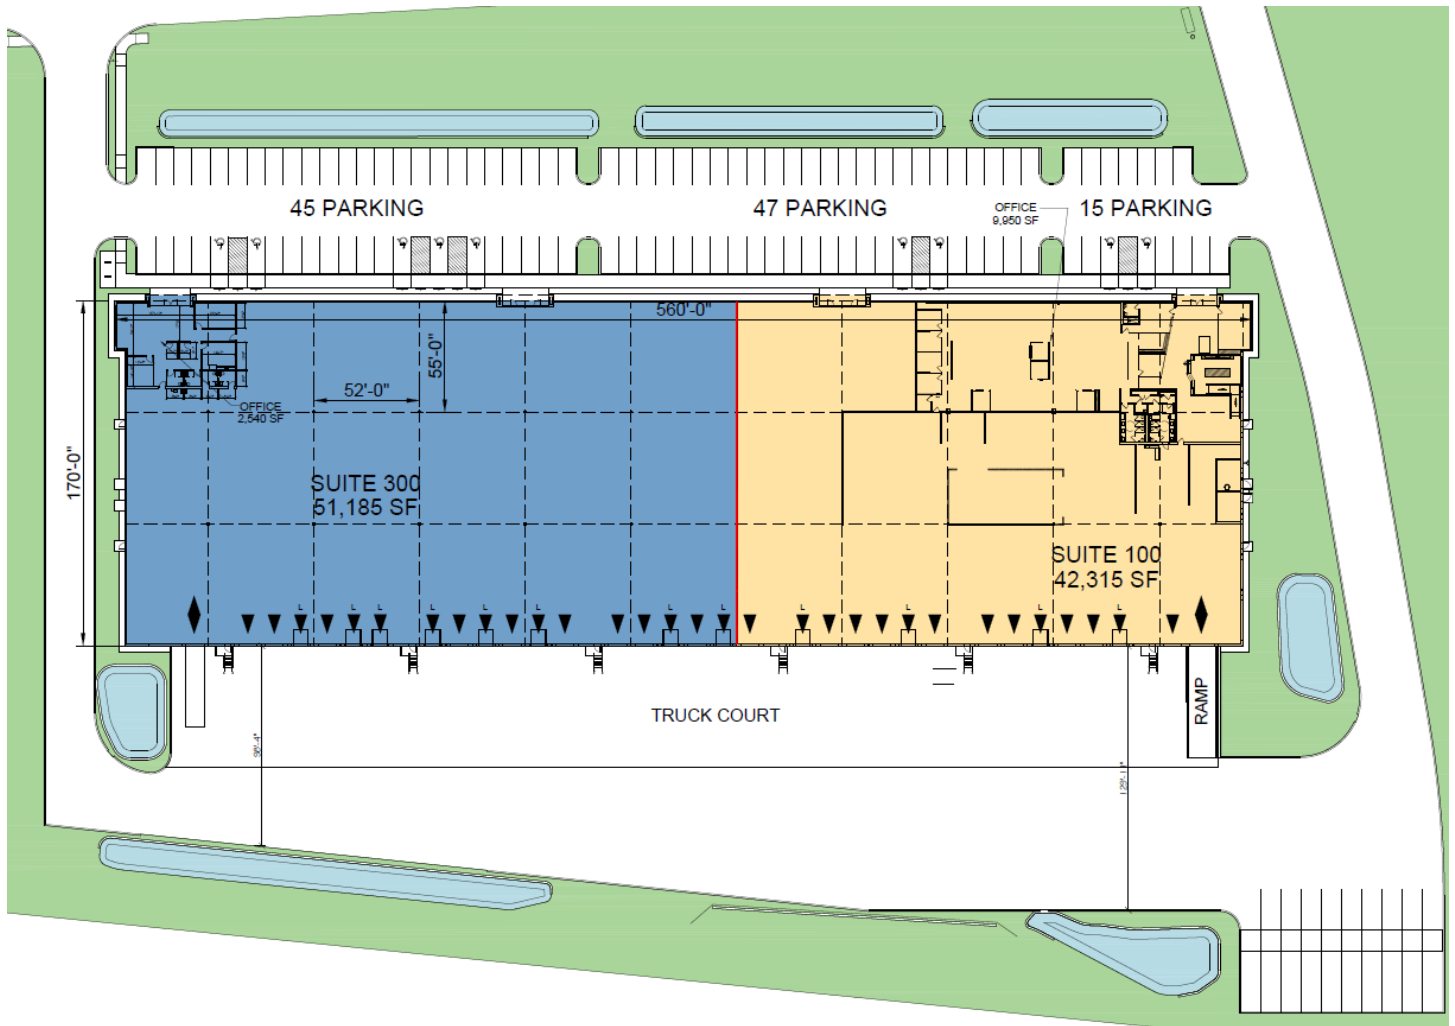 45 PARKING
47 PARKING
OFFICE
9,950 SF
15 PARKING
560'-0"
55'-0"
52'-0"
OFFICE
2,540 SF
170'-0"
SUITE 300
51,185 SF
SUITE 100
42,315 SF
L
L
L
L
L
L
L
L
L
L
L
TRUCK COURT
RAMP